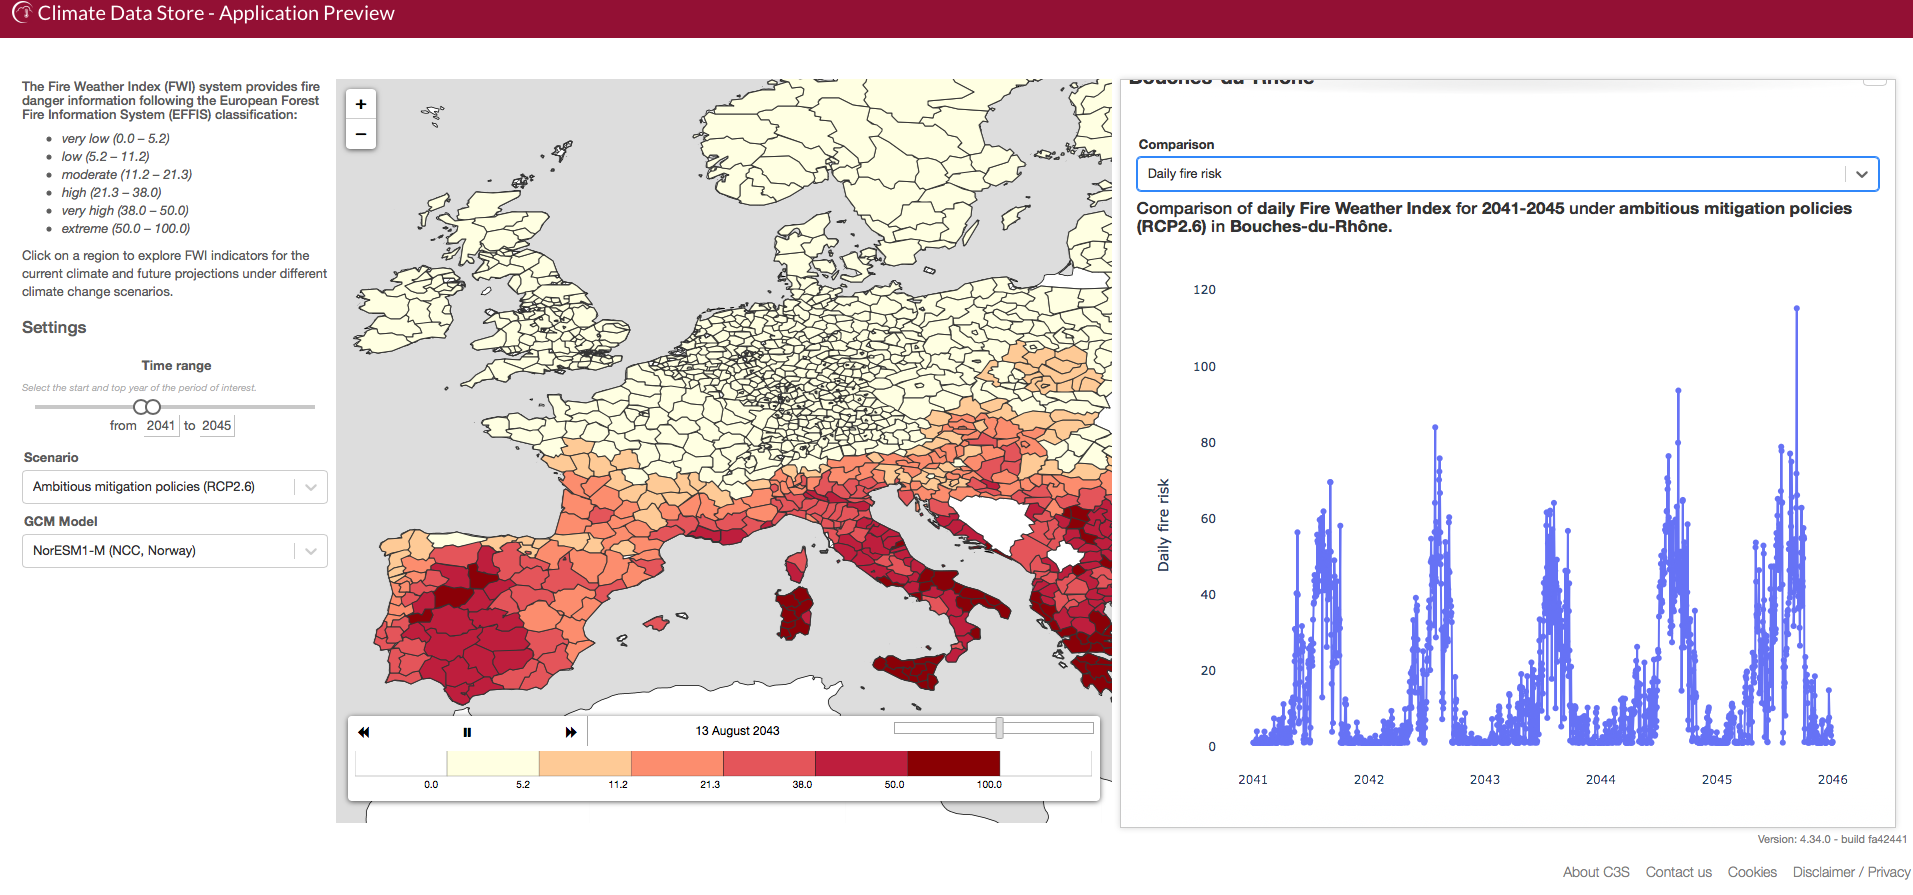 Climate Data Store - Application Preview
The Fire Weather Index (FWI) system provides fire
danger information following the European Forest
Fire Information System (EFFIS) classification:
• very low (0.0 – 5.2)
• low (5.2 – 11.2)
• moderate (11.2 – 21.3)
• high (21.3 – 38.0)
• very high (38.0 – 50.0)
• extreme (50.0 – 100.0)
Click on a region to explore FWI indicators for the
current climate and future projections under different
climate change scenarios.
Settings
Time range
Select the start and top year of the period of interest.
from 2041 to 2045
Scenario
Ambitious mitigation policies (RCP2.6)
GCM Model
NorESM1-M (NCC, Norway)
+
−
13 August 2043
0.0 5.2 11.2 21.3 38.0 50.0 100.0
Bouches-du-Rhône
Comparison
Daily fire risk
Comparison of daily Fire Weather Index for 2041-2045 under ambitious mitigation policies
(RCP2.6) in Bouches-du-Rhône.
120
100
80
60
40
20
0
Daily fire risk
2041 2042 2043 2044 2045 2046
Version: 4.34.0 - build fa42441
About C3S Contact us Cookies Disclaimer / Privacy